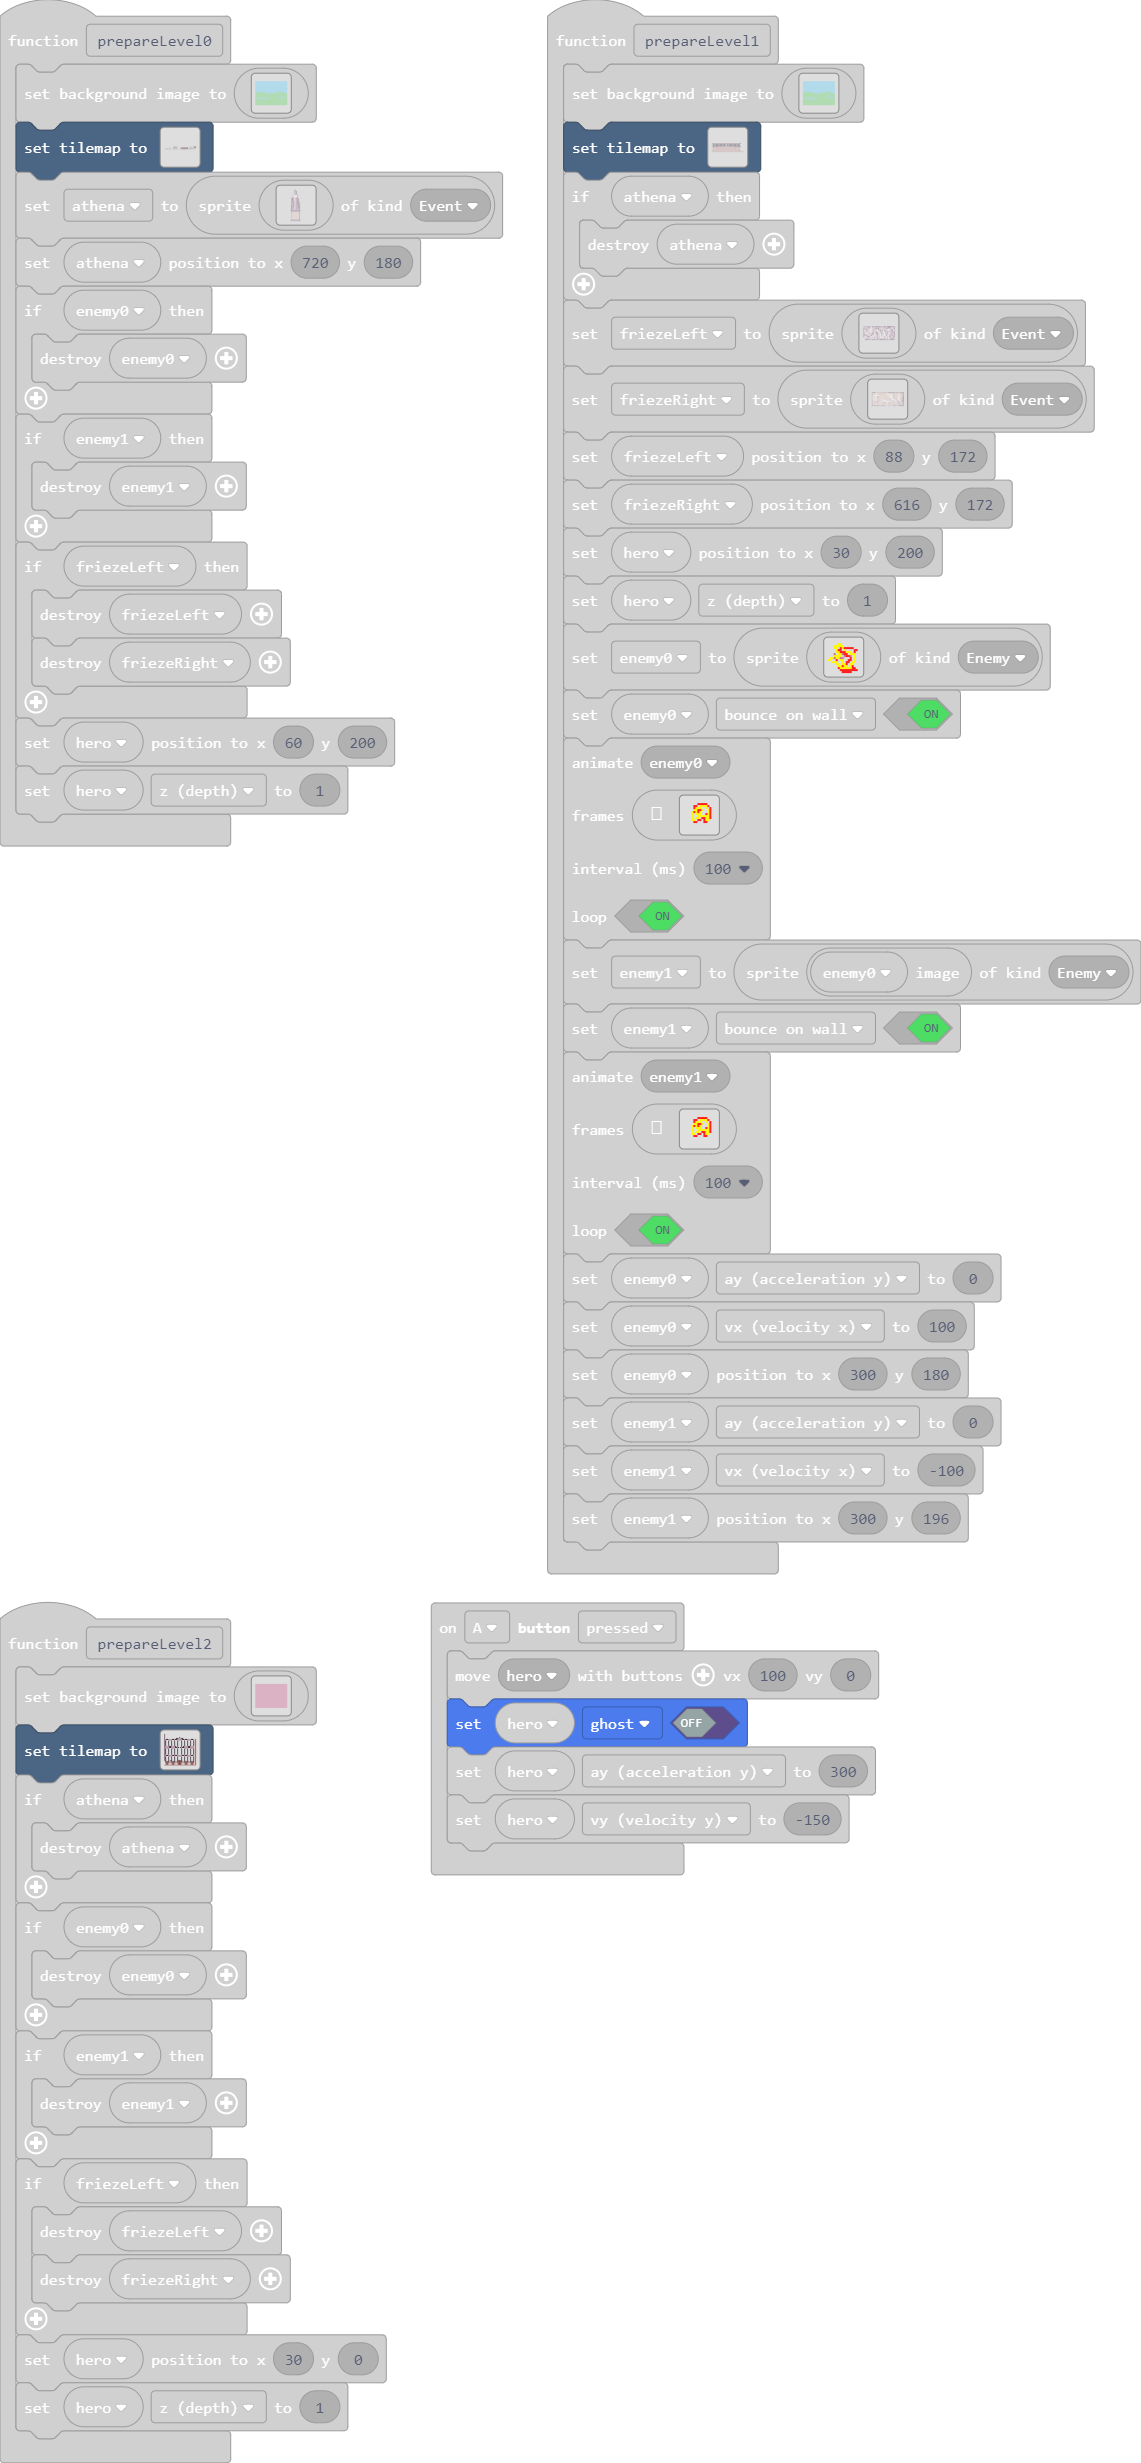 function prepareLevel0
set background image to
set tilemap to
set athena to sprite of kind Event
set athena position to x 720 y 180
if enemy0 then
destroy enemy0
if enemy1 then
destroy enemy1
if friezeLeft then
destroy friezeLeft
destroy friezeRight
set hero position to x 60 y 200
set hero z (depth) to 1
function prepareLevel1
set background image to
set tilemap to
if athena then
destroy athena
set friezeLeft to sprite of kind Event
set friezeRight to sprite of kind Event
set friezeLeft position to x 88 y 172
set friezeRight position to x 616 y 172
set hero position to x 30 y 200
set hero z (depth) to 1
set enemy0 to sprite of kind Enemy
set enemy0 bounce on wall ON
animate enemy0
frames
interval (ms) 100
loop ON
set enemy1 to sprite enemy0 image of kind Enemy
set enemy1 bounce on wall ON
animate enemy1
frames
interval (ms) 100
loop ON
set enemy0 ay (acceleration y) to 0
set enemy0 vx (velocity x) to 100
set enemy0 position to x 300 y 180
set enemy1 ay (acceleration y) to 0
set enemy1 vx (velocity x) to -100
set enemy1 position to x 300 y 196
function prepareLevel2
set background image to
set tilemap to
if athena then
destroy athena
if enemy0 then
destroy enemy0
if enemy1 then
destroy enemy1
if friezeLeft then
destroy friezeLeft
destroy friezeRight
set hero position to x 30 y 0
set hero z (depth) to 1
on A button pressed
move hero with buttons vx 100 vy 0
set hero ghost OFF
set hero ay (acceleration y) to 300
set hero vy (velocity y) to -150